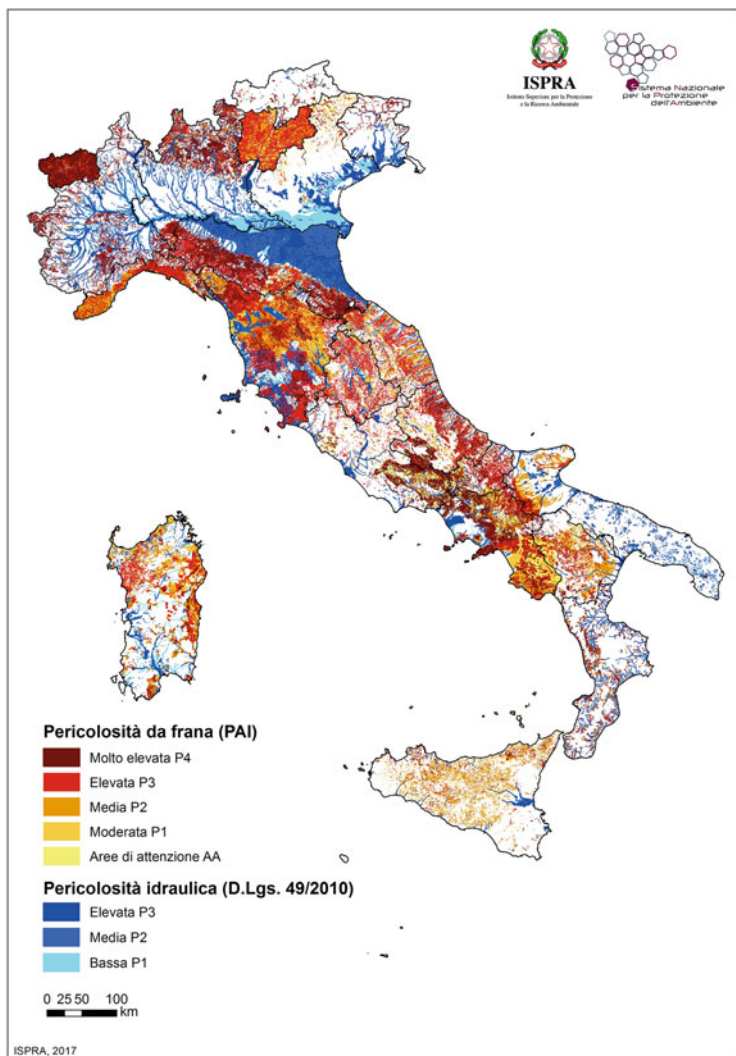 ISPRA
Istituto Superiore per la Protezione
e la Ricerca Ambientale
Sistema Nazionale
per la Protezione
dell'Ambiente
Pericolosità da frana (PAI)
Molto elevata P4
Elevata P3
Media P2
Moderata P1
Aree di attenzione AA
Pericolosità idraulica (D.Lgs. 49/2010)
Elevata P3
Media P2
Bassa P1
0 25 50 100
km
ISPRA, 2017